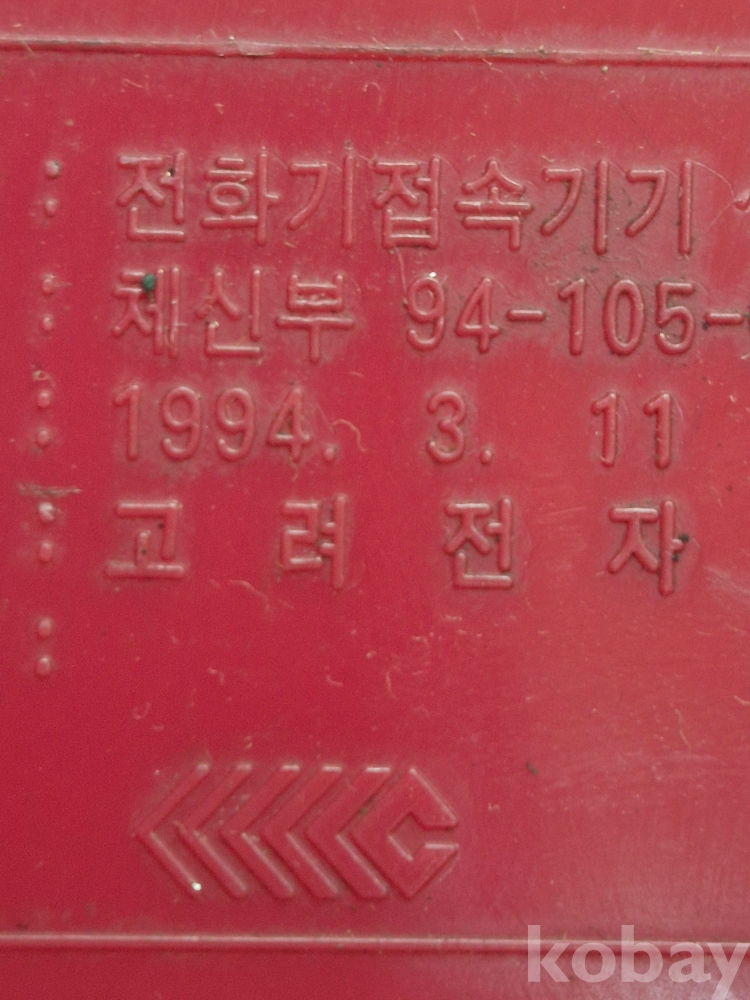 : 전화기접속기기
: 체신부 94-105-
: 1994. 3. 11
: 고 려 전 자
:
kobay